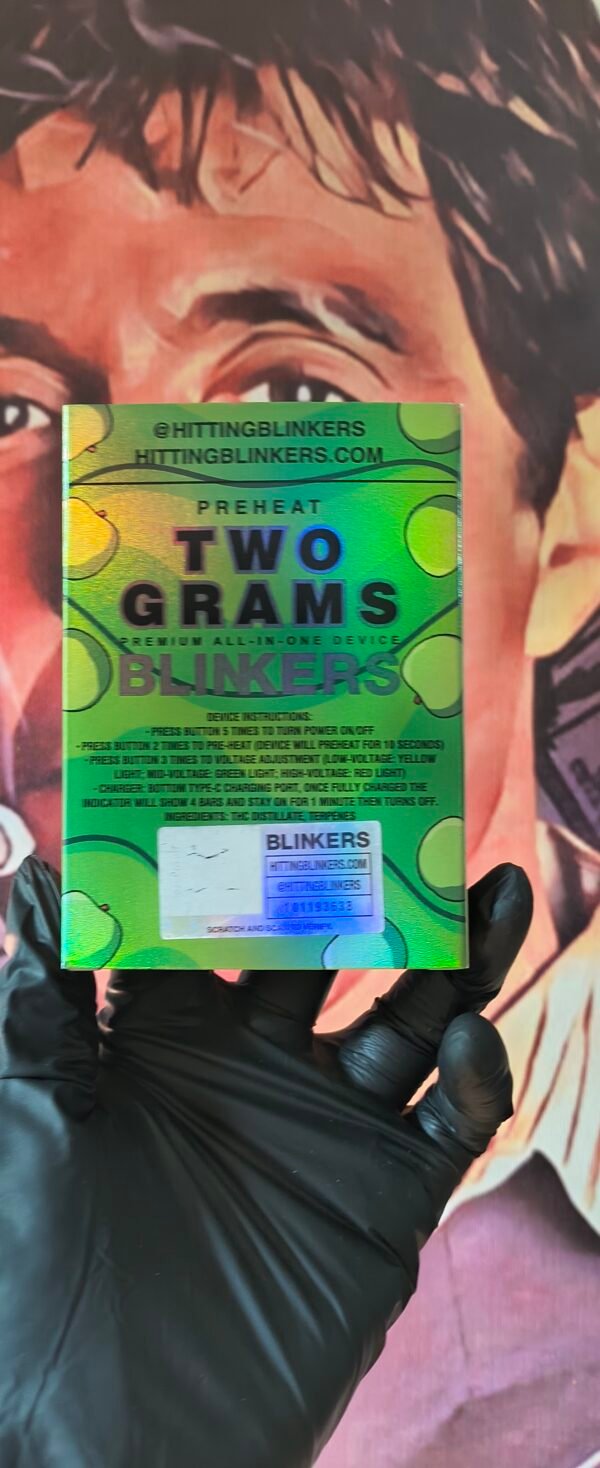 @HITTINGBLINKERS
HITTINGBLINKERS.COM
PREHEAT
TWO
GRAMS
PREMIUM ALL-IN-ONE DEVICE
BLINKERS
DEVICE INSTRUCTIONS:
- PRESS BUTTON 5 TIMES TO TURN POWER ON/OFF
- PRESS BUTTON 2 TIMES TO PRE-HEAT (DEVICE WILL PREHEAT FOR 10 SECONDS)
- PRESS BUTTON 3 TIMES TO VOLTAGE ADJUSTMENT (LOW-VOLTAGE: YELLOW
LIGHT; MID-VOLTAGE: GREEN LIGHT; HIGH-VOLTAGE: RED LIGHT)
- CHARGER: BOTTOM TYPE-C CHARGING PORT, ONCE FULLY CHARGED THE
INDICATOR WILL SHOW 4 BARS AND STAY ON FOR 1 MINUTE THEN TURNS OFF.
INGREDIENTS: THC DISTILLATE, TERPENES
BLINKERS
HITTINGBLINKERS.COM
@HITTINGBLINKERS
SCRATCH AND SCAN TO VERIFY.